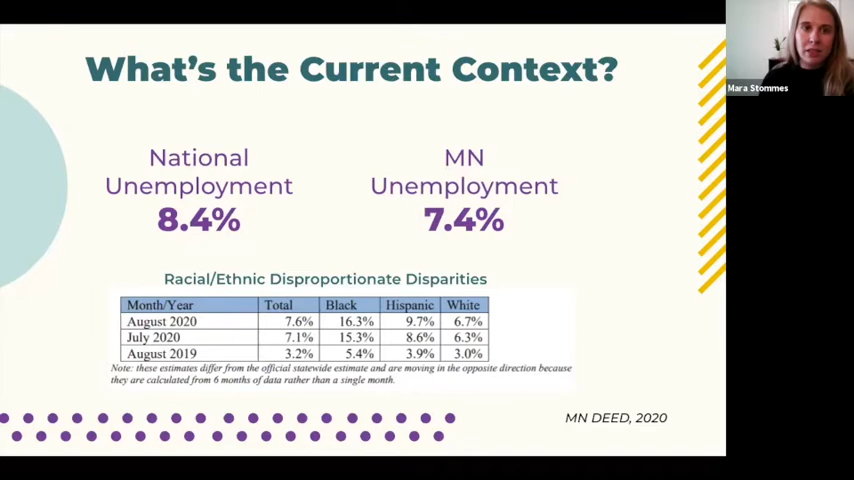 What's the Current Context?
Mara Stommes
National
Unemployment
8.4%
MN
Unemployment
7.4%
Racial/Ethnic Disproportionate Disparities
Month/Year Total Black Hispanic White
August 2020 7.6% 16.3% 9.7% 6.7%
July 2020 7.1% 15.3% 8.6% 6.3%
August 2019 3.2% 5.4% 3.9% 3.0%
Note: these estimates differ from the official statewide estimate and are moving in the opposite direction because
they are calculated from 6 months of data rather than a single month.
MN DEED, 2020